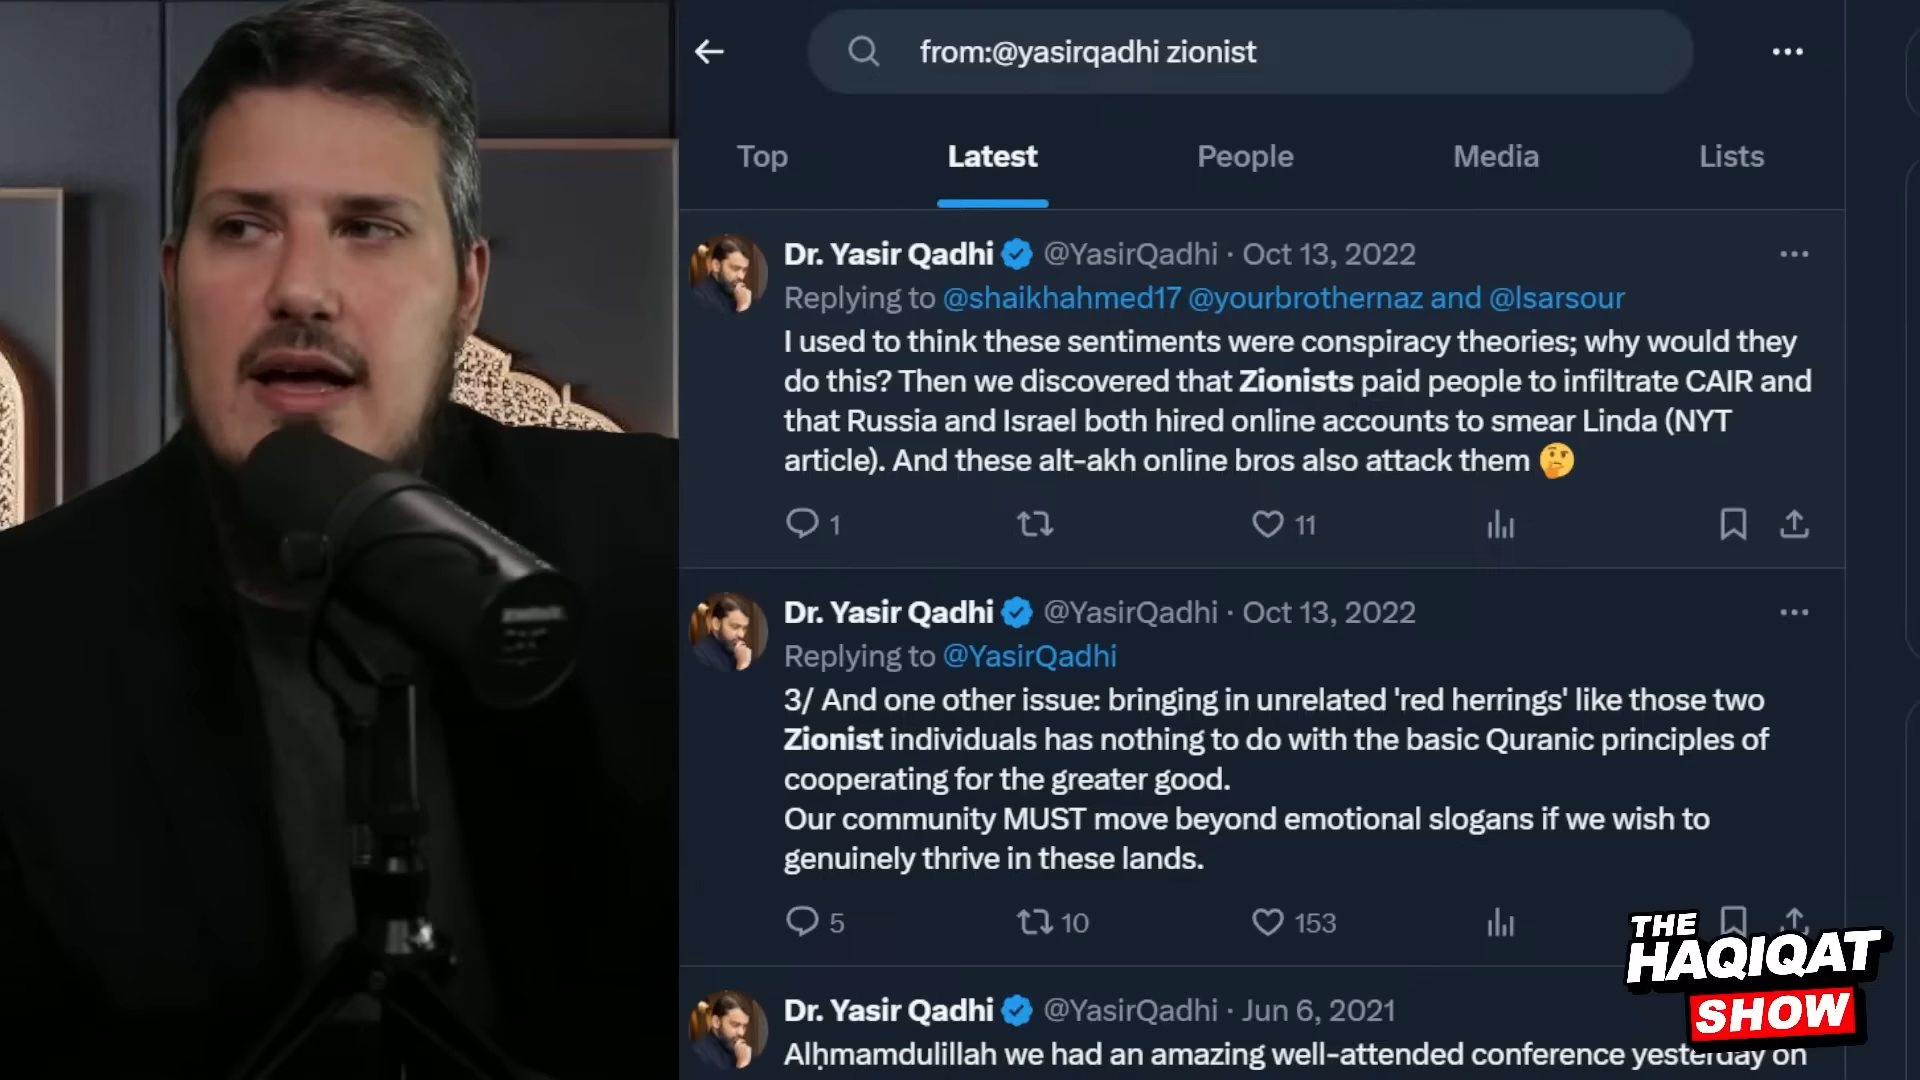 from:@yasirqadhi zionist
Top
Latest
People
Media
Lists
Dr. Yasir Qadhi @YasirQadhi · Oct 13, 2022
Replying to @shaikhahmed17 @yourbrothernaz and @lsarsour
I used to think these sentiments were conspiracy theories; why would they
do this? Then we discovered that Zionists paid people to infiltrate CAIR and
that Russia and Israel both hired online accounts to smear Linda (NYT
article). And these alt-akh online bros also attack them 🤔
1
11
Dr. Yasir Qadhi @YasirQadhi · Oct 13, 2022
Replying to @YasirQadhi
3/ And one other issue: bringing in unrelated 'red herrings' like those two
Zionist individuals has nothing to do with the basic Quranic principles of
cooperating for the greater good.
Our community MUST move beyond emotional slogans if we wish to
genuinely thrive in these lands.
5
10
153
Dr. Yasir Qadhi @YasirQadhi · Jun 6, 2021
Alḥmamdulillah we had an amazing well-attended conference yesterday on
THE
HAQIQAT
SHOW